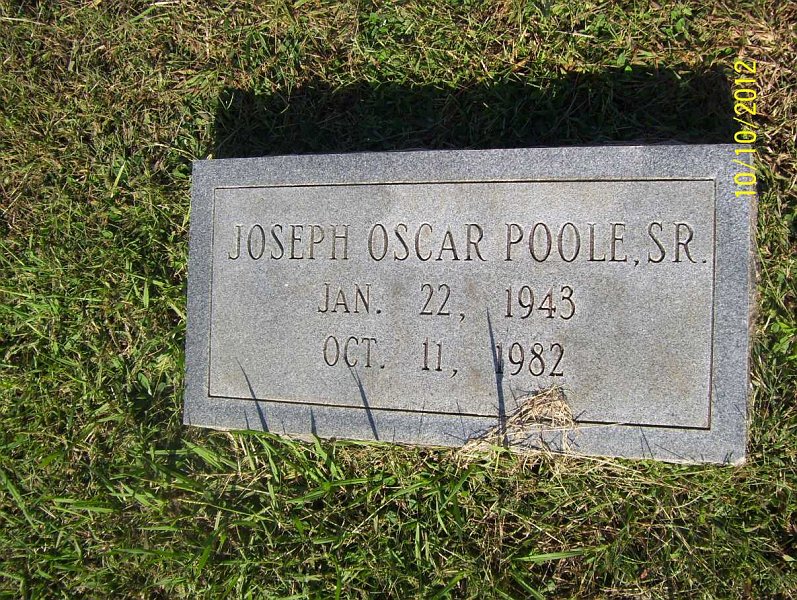 JOSEPH OSCAR POOLE, SR.
JAN. 22, 1943
OCT. 11, 1982
10/10/2012